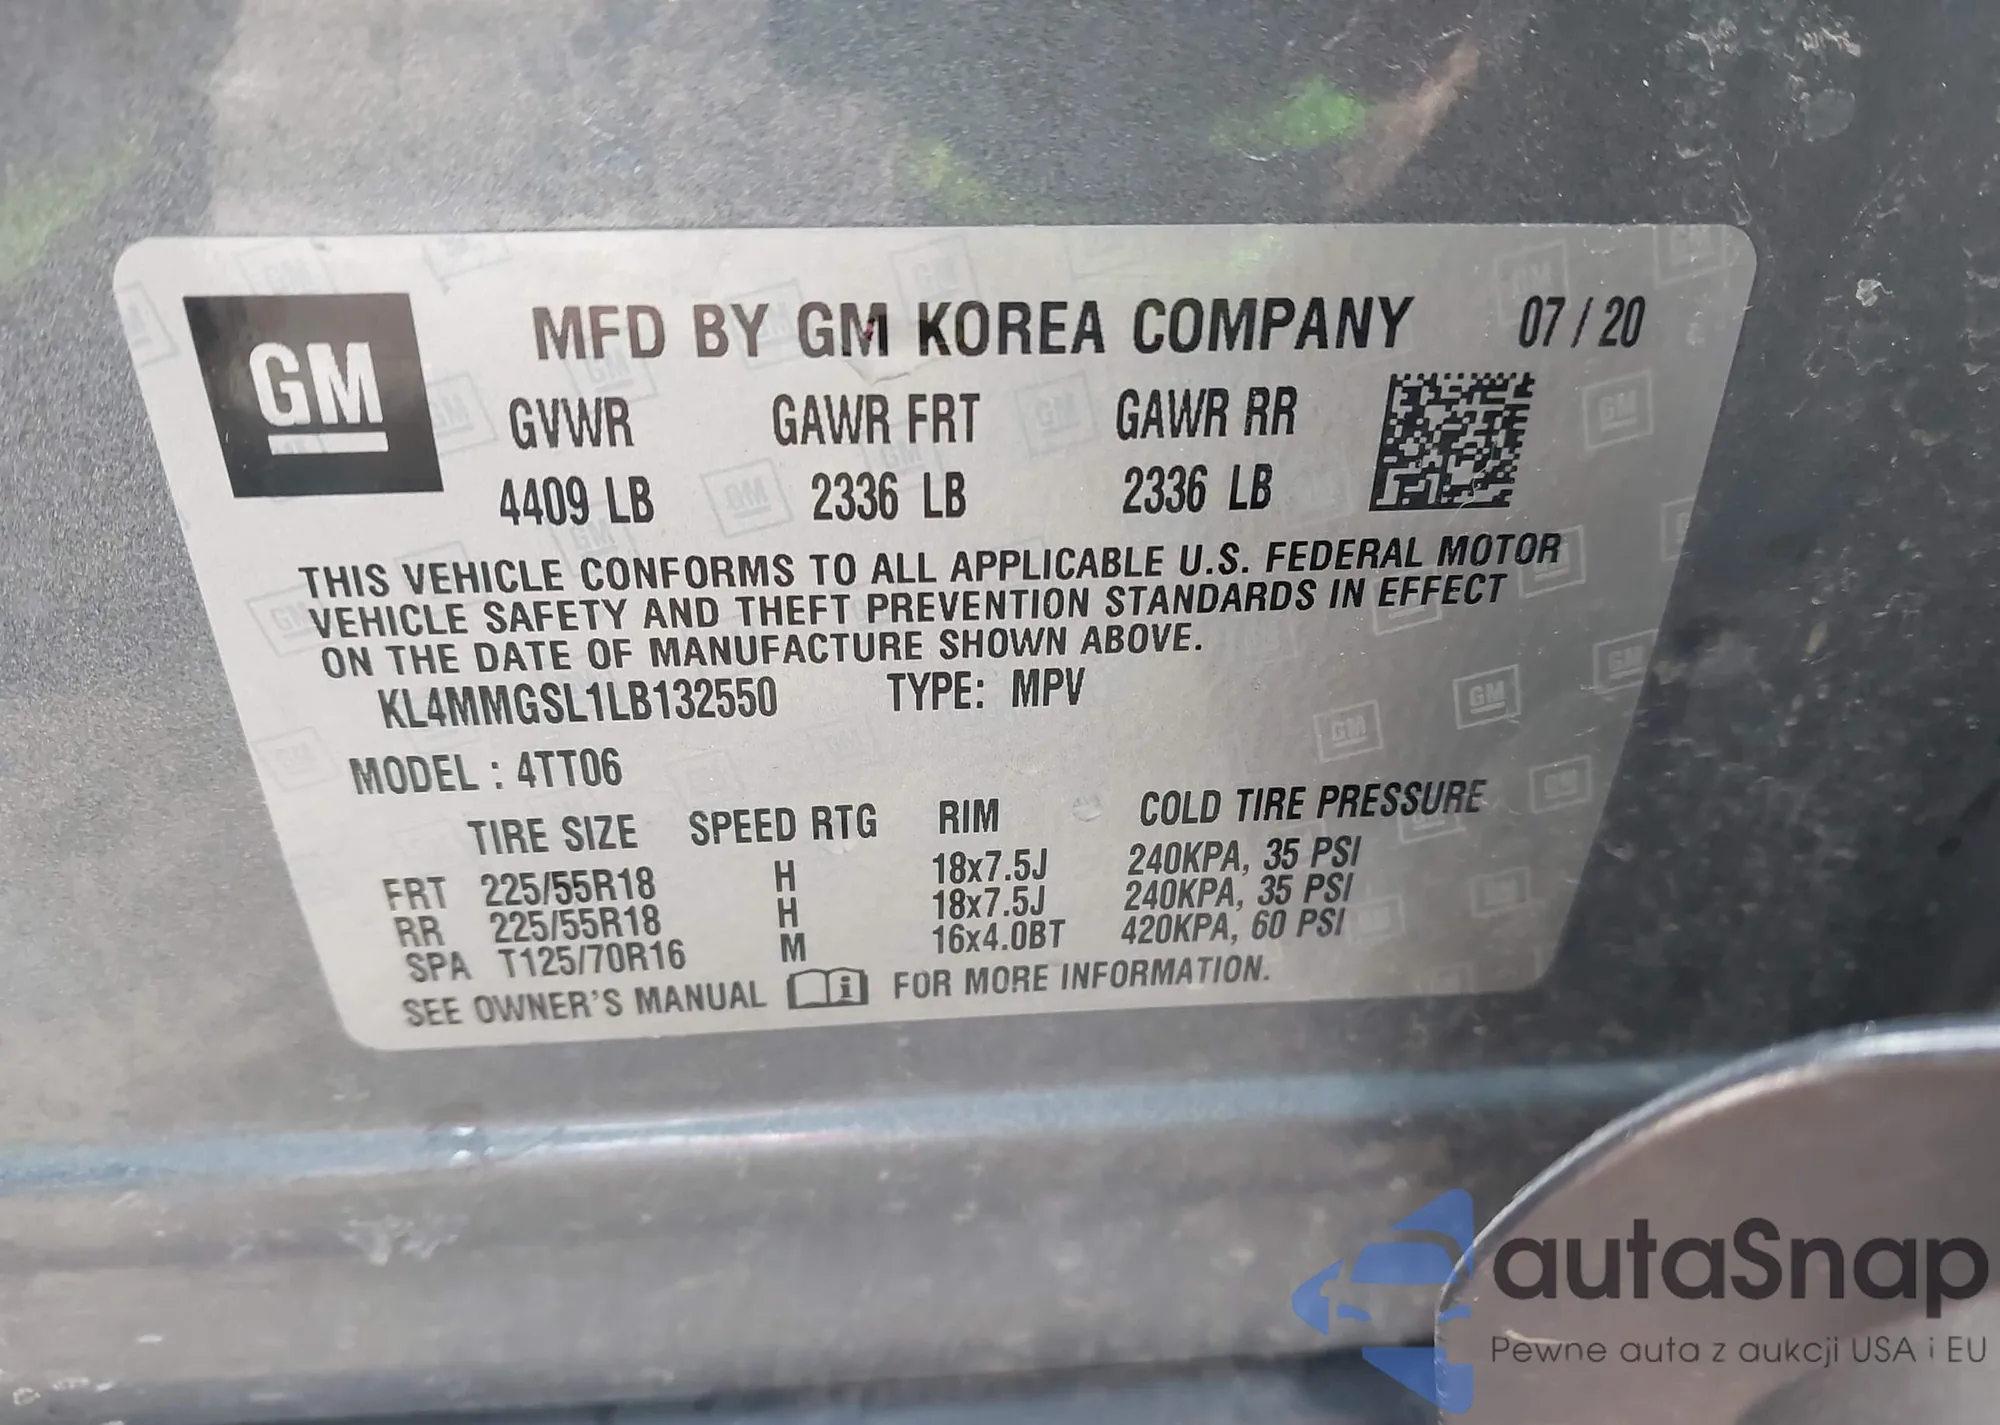 GM
MFD BY GM KOREA COMPANY 07/20
GVWR GAWR FRT GAWR RR
4409 LB 2336 LB 2336 LB
THIS VEHICLE CONFORMS TO ALL APPLICABLE U.S. FEDERAL MOTOR
VEHICLE SAFETY AND THEFT PREVENTION STANDARDS IN EFFECT
ON THE DATE OF MANUFACTURE SHOWN ABOVE.
KL4MMGSL1LB132550 TYPE: MPV
MODEL : 4TT06
TIRE SIZE SPEED RTG RIM COLD TIRE PRESSURE
FRT 225/55R18 H 18x7.5J 240KPA, 35 PSI
RR 225/55R18 H 18x7.5J 240KPA, 35 PSI
SPA T125/70R16 M 16x4.0BT 420KPA, 60 PSI
SEE OWNER'S MANUAL i FOR MORE INFORMATION.
autaSnap
Pewne auta z aukcji USA i EU